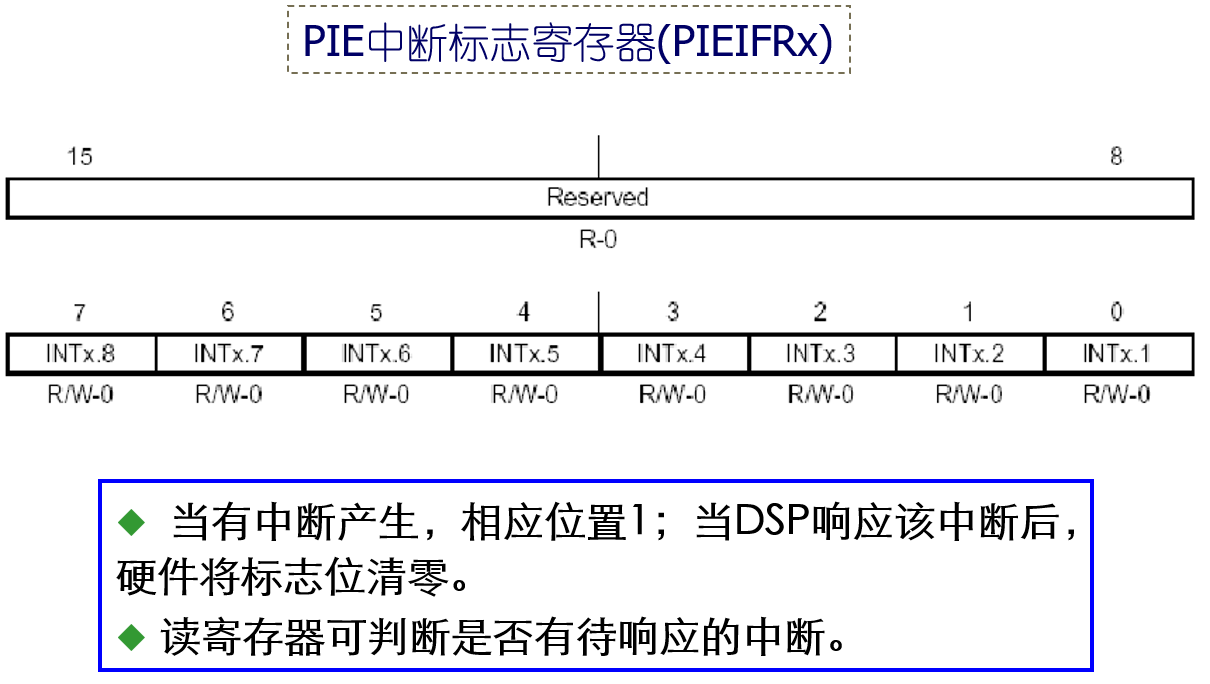 PIE中断标志寄存器(PIEIFRx)
15 8
Reserved
R-0
7 6 5 4 3 2 1 0
INTx.8 INTx.7 INTx.6 INTx.5 INTx.4 INTx.3 INTx.2 INTx.1
R/W-0 R/W-0 R/W-0 R/W-0 R/W-0 R/W-0 R/W-0 R/W-0
◆ 当有中断产生，相应位置1；当DSP响应该中断后，
硬件将标志位清零。
◆ 读寄存器可判断是否有待响应的中断。